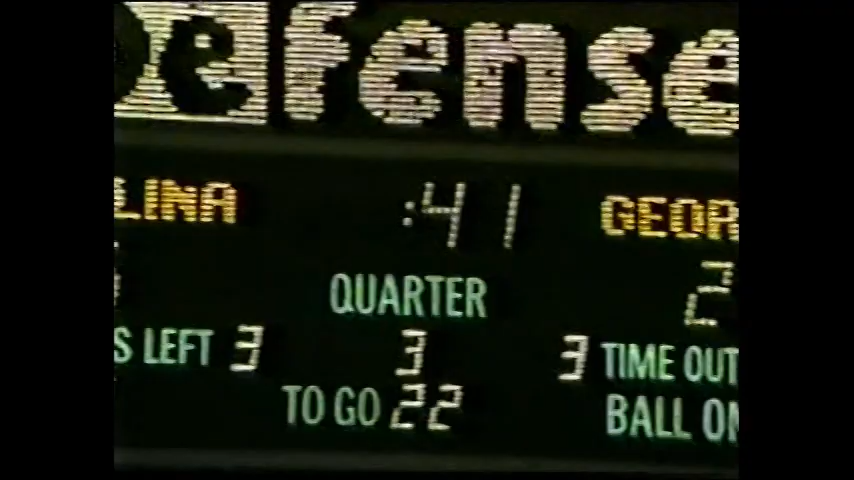 Defense
LINA :41 GEOR
QUARTER 2
S LEFT 3 3 3 TIME OUT
TO GO 22 BALL ON